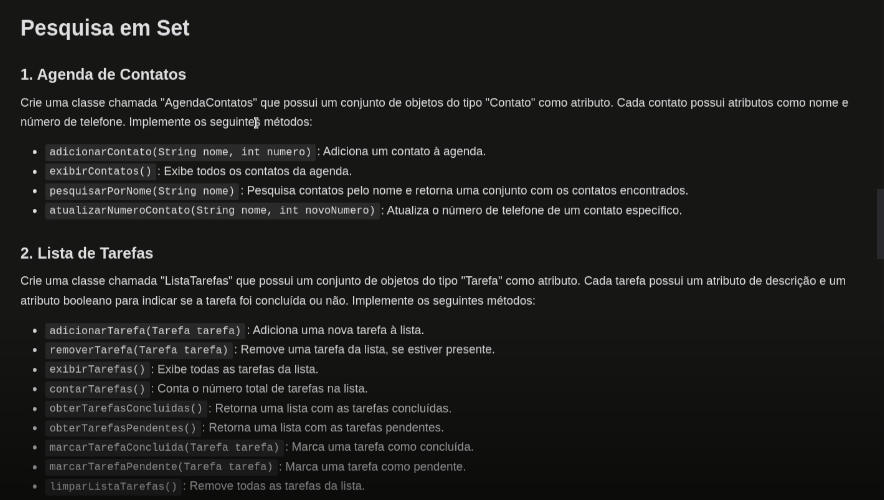 Pesquisa em Set
1. Agenda de Contatos
Crie uma classe chamada "AgendaContatos" que possui um conjunto de objetos do tipo "Contato" como atributo. Cada contato possui atributos como nome e
número de telefone. Implemente os seguintes métodos:
• adicionarContato(String nome, int numero) : Adiciona um contato à agenda.
• exibirContatos() : Exibe todos os contatos da agenda.
• pesquisarPorNome(String nome) : Pesquisa contatos pelo nome e retorna uma conjunto com os contatos encontrados.
• atualizarNumeroContato(String nome, int novoNumero) : Atualiza o número de telefone de um contato específico.
2. Lista de Tarefas
Crie uma classe chamada "ListaTarefas" que possui um conjunto de objetos do tipo "Tarefa" como atributo. Cada tarefa possui um atributo de descrição e um
atributo booleano para indicar se a tarefa foi concluída ou não. Implemente os seguintes métodos:
• adicionarTarefa(Tarefa tarefa) : Adiciona uma nova tarefa à lista.
• removerTarefa(Tarefa tarefa) : Remove uma tarefa da lista, se estiver presente.
• exibirTarefas() : Exibe todas as tarefas da lista.
• contarTarefas() : Conta o número total de tarefas na lista.
• obterTarefasConcluidas() : Retorna uma lista com as tarefas concluídas.
• obterTarefasPendentes() : Retorna uma lista com as tarefas pendentes.
• marcarTarefaConcluida(Tarefa tarefa) : Marca uma tarefa como concluída.
• marcarTarefaPendente(Tarefa tarefa) : Marca uma tarefa como pendente.
• limparListaTarefas() : Remove todas as tarefas da lista.